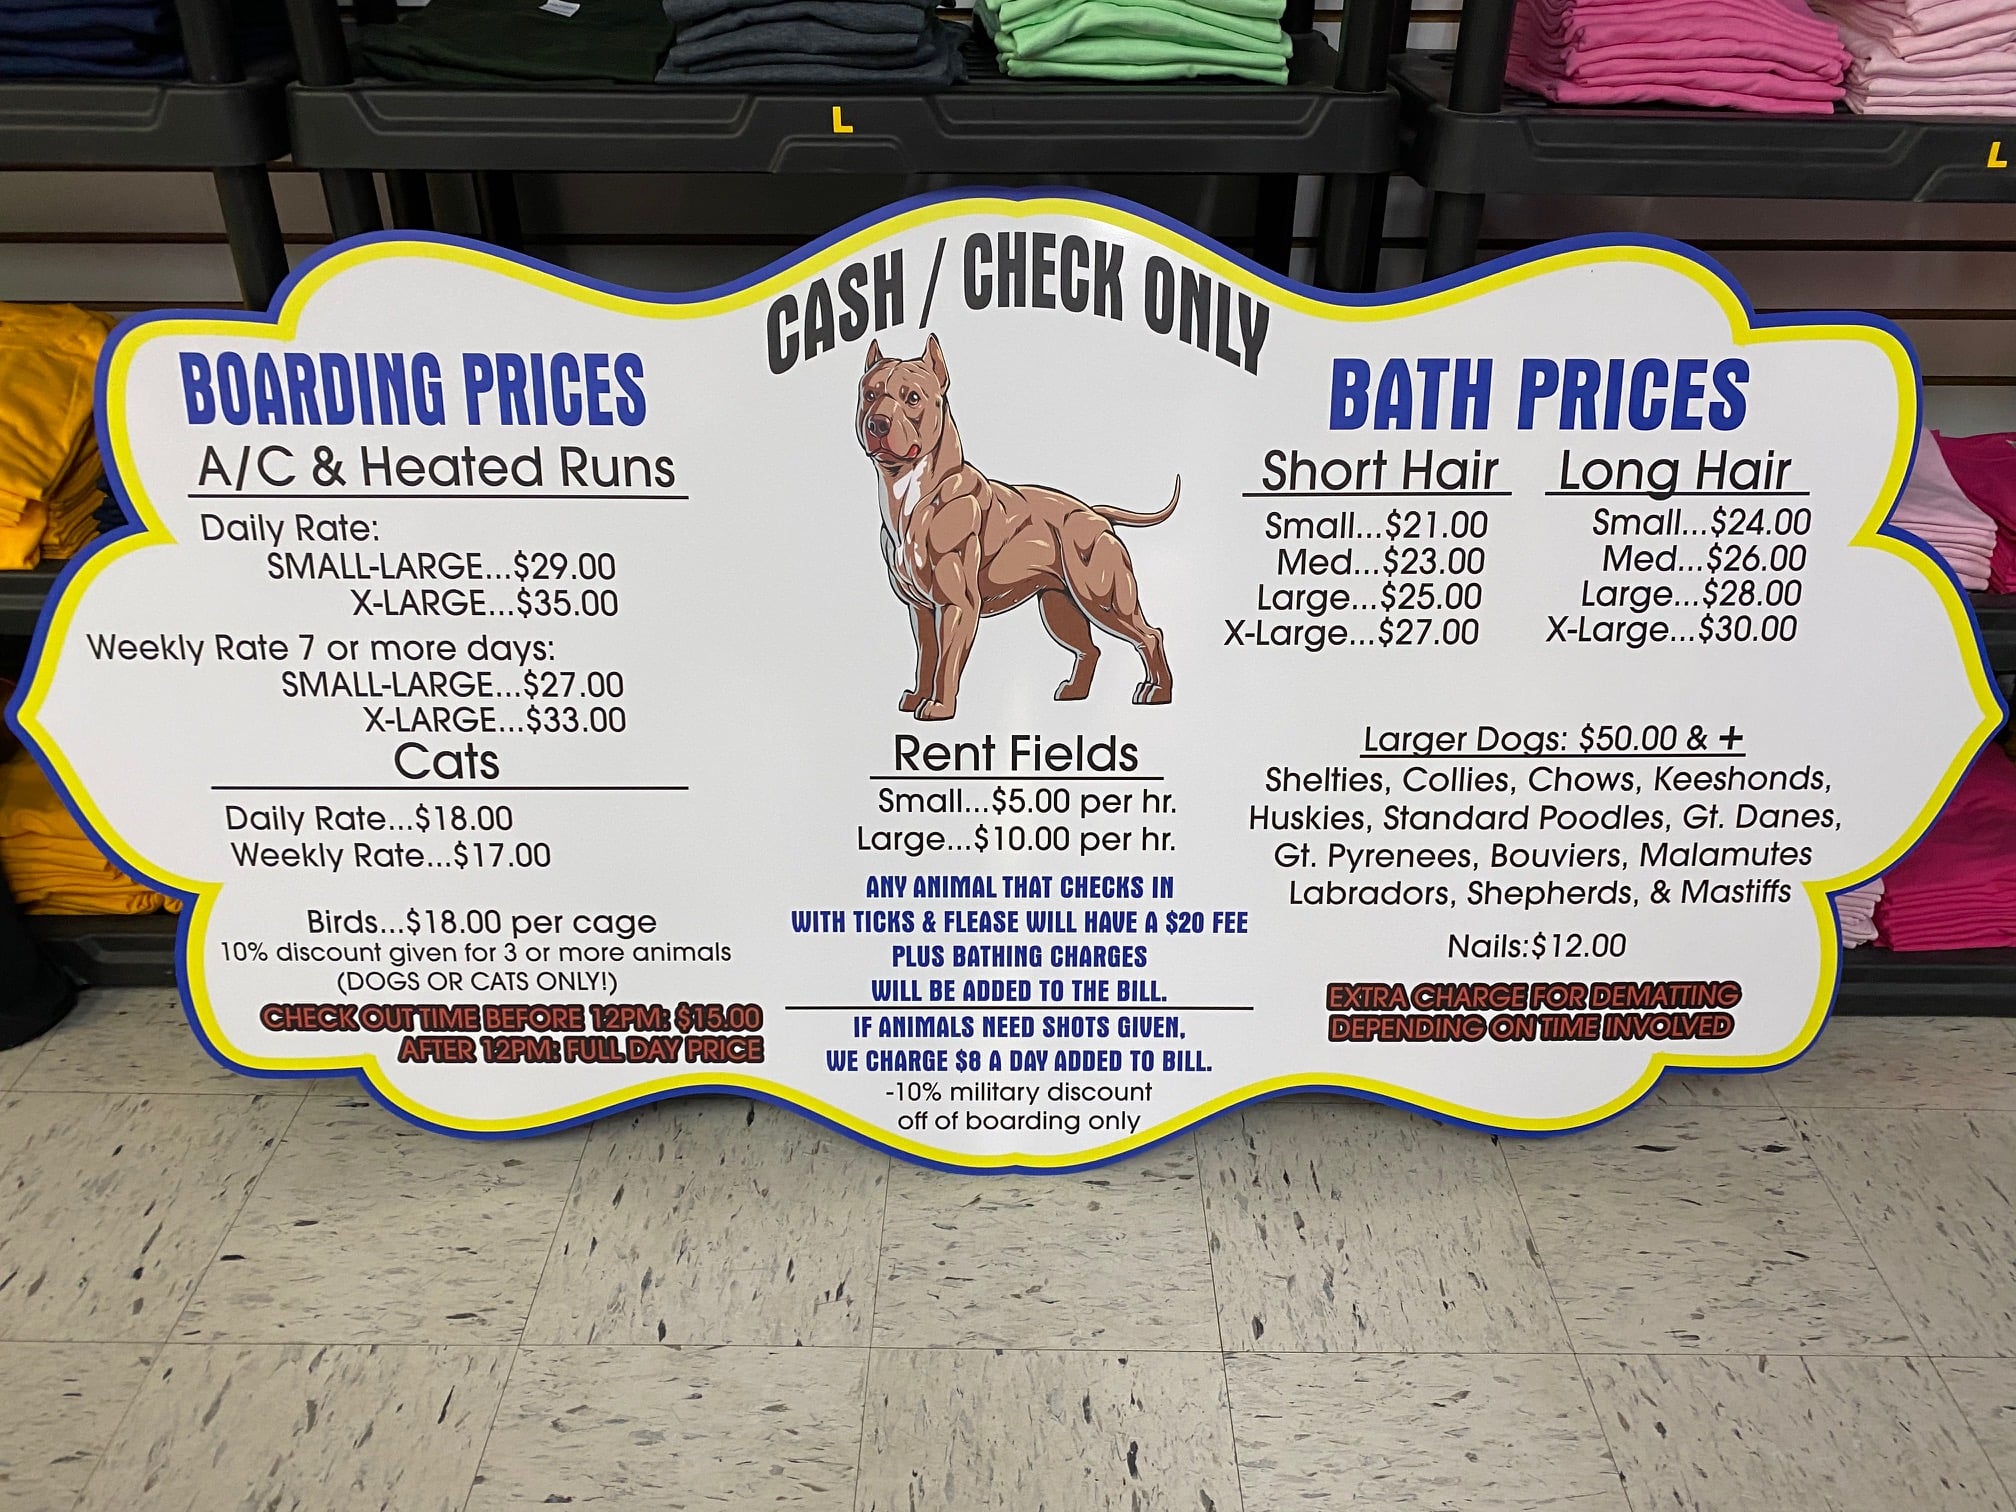 L
L
CASH / CHECK ONLY
BOARDING PRICES
A/C & Heated Runs
Daily Rate:
SMALL-LARGE...$29.00
X-LARGE...$35.00
Weekly Rate 7 or more days:
SMALL-LARGE...$27.00
X-LARGE...$33.00
Cats
Daily Rate...$18.00
Weekly Rate...$17.00
Birds...$18.00 per cage
10% discount given for 3 or more animals
(DOGS OR CATS ONLY!)
CHECK OUT TIME BEFORE 12PM: $15.00
AFTER 12PM: FULL DAY PRICE
Rent Fields
Small...$5.00 per hr.
Large...$10.00 per hr.
ANY ANIMAL THAT CHECKS IN
WITH TICKS & FLEASE WILL HAVE A $20 FEE
PLUS BATHING CHARGES
WILL BE ADDED TO THE BILL.
IF ANIMALS NEED SHOTS GIVEN,
WE CHARGE $8 A DAY ADDED TO BILL.
-10% military discount
off of boarding only
BATH PRICES
Short Hair
Small...$21.00
Med...$23.00
Large...$25.00
X-Large...$27.00
Long Hair
Small...$24.00
Med...$26.00
Large...$28.00
X-Large...$30.00
Larger Dogs: $50.00 & +
Shelties, Collies, Chows, Keeshonds,
Huskies, Standard Poodles, Gt. Danes,
Gt. Pyrenees, Bouviers, Malamutes
Labradors, Shepherds, & Mastiffs
Nails:$12.00
EXTRA CHARGE FOR DEMATTING
DEPENDING ON TIME INVOLVED